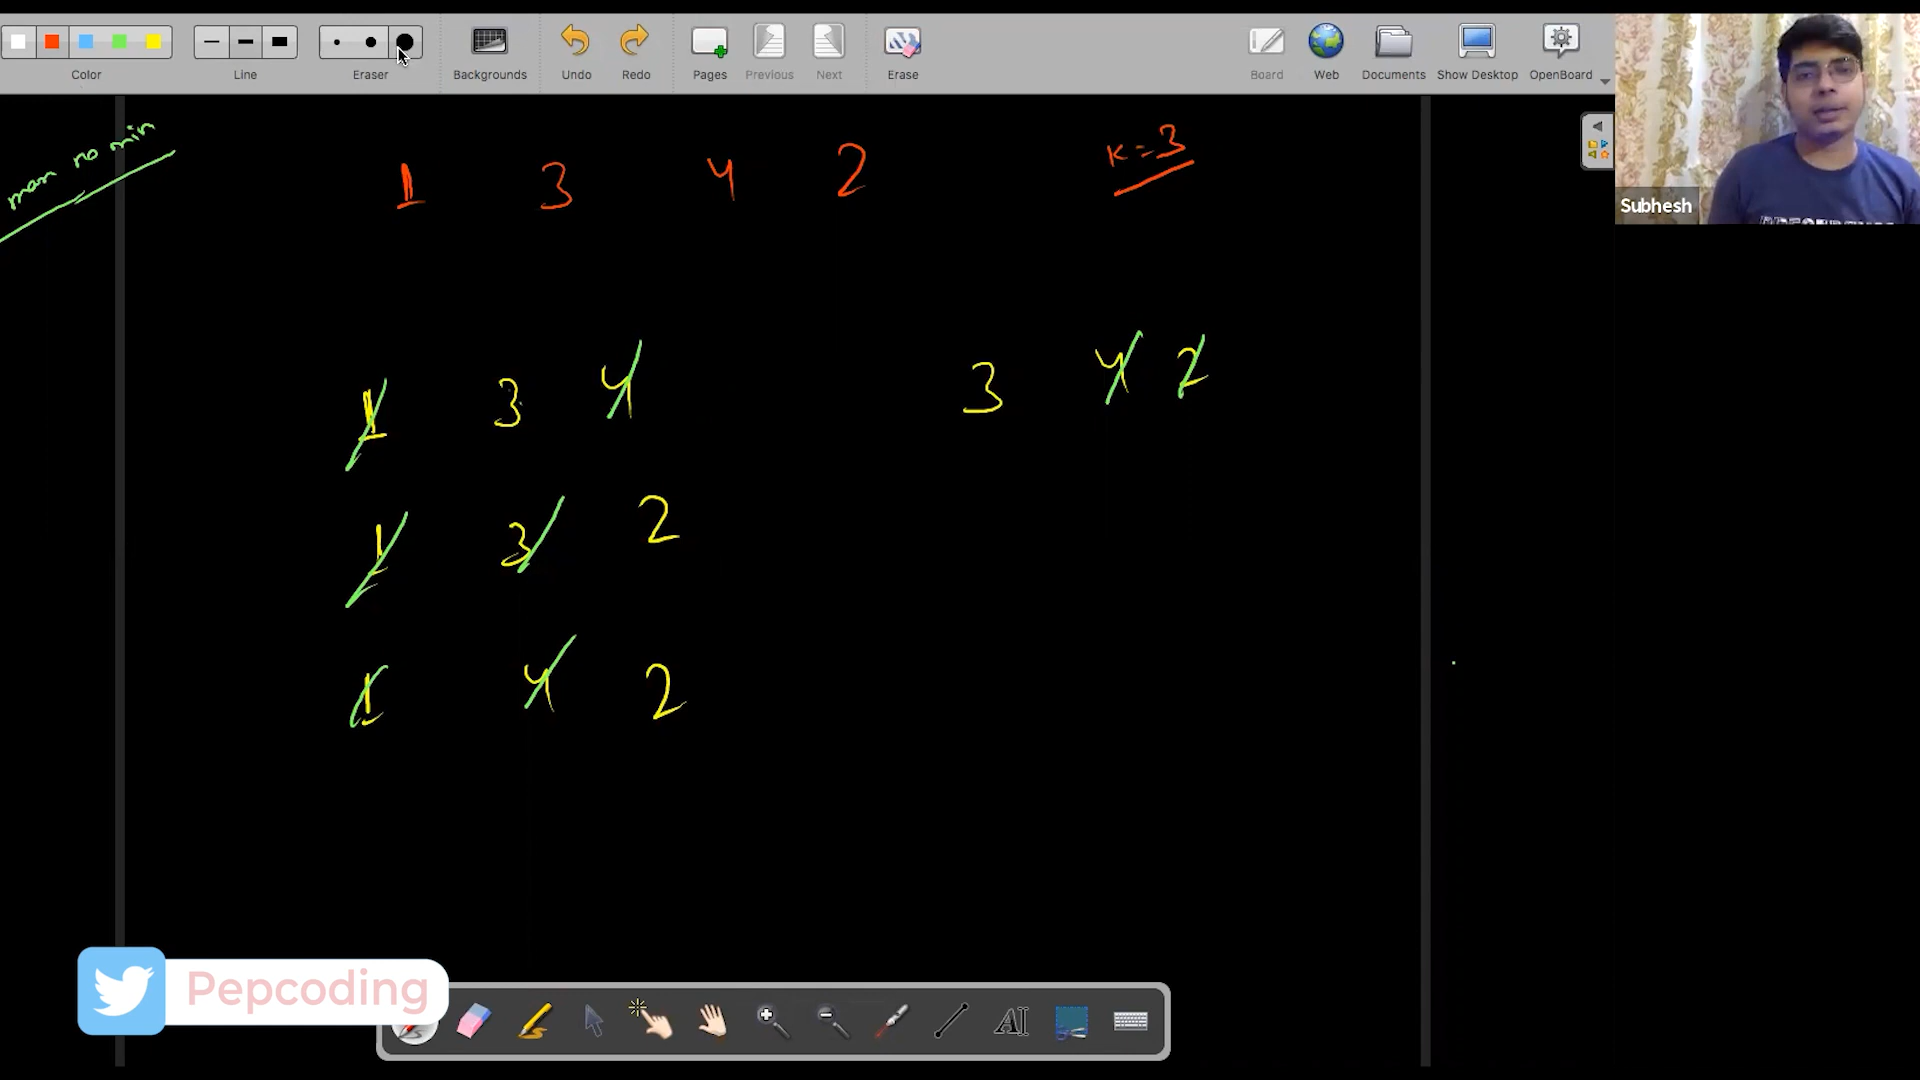 Color
Line
Eraser
Backgrounds
Undo
Redo
Pages
Previous
Next
Erase
Board
Web
Documents
Show Desktop
OpenBoard
Subhesh
max no min
1 3 4 2
K=3
1 3 4
3 4 2
1 3 2
1 4 2
Pepcoding
AI